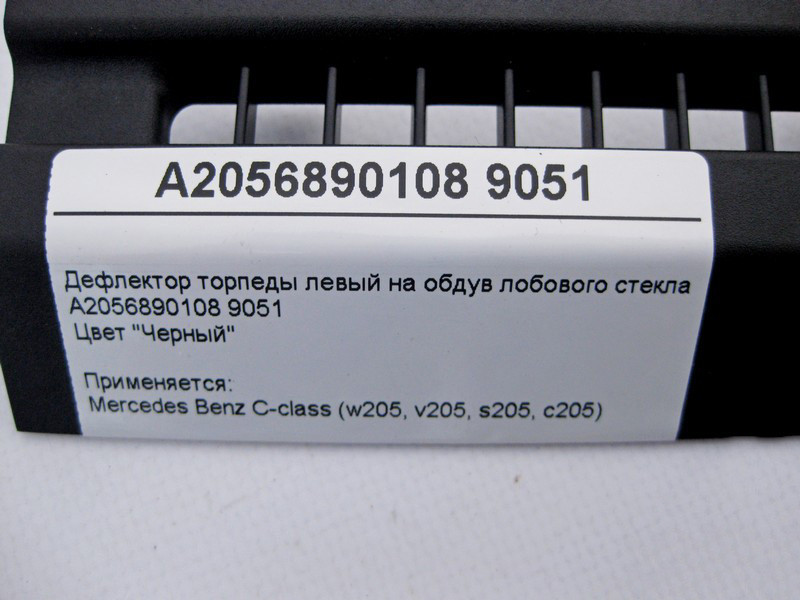 A2056890108 9051
Дефлектор торпеды левый на обдув лобового стекла
A2056890108 9051
Цвет "Черный"
Применяется:
Mercedes Benz C-class (w205, v205, s205, c205)